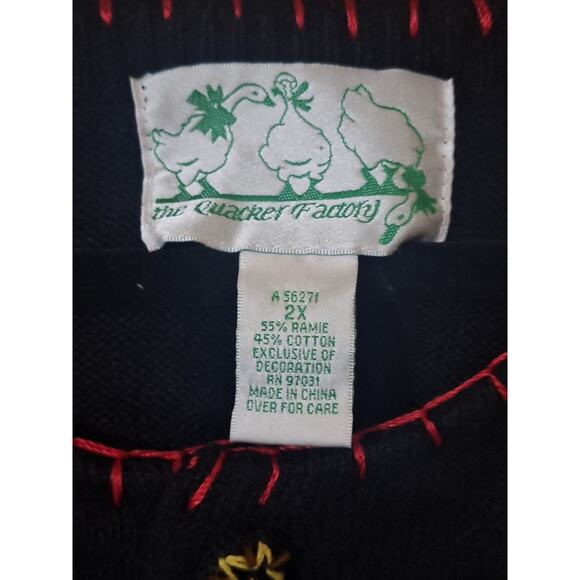 the Quacker Factory
A 56271
2X
55% RAMIE
45% COTTON
EXCLUSIVE OF
DECORATION
RN 97031
MADE IN CHINA
OVER FOR CARE